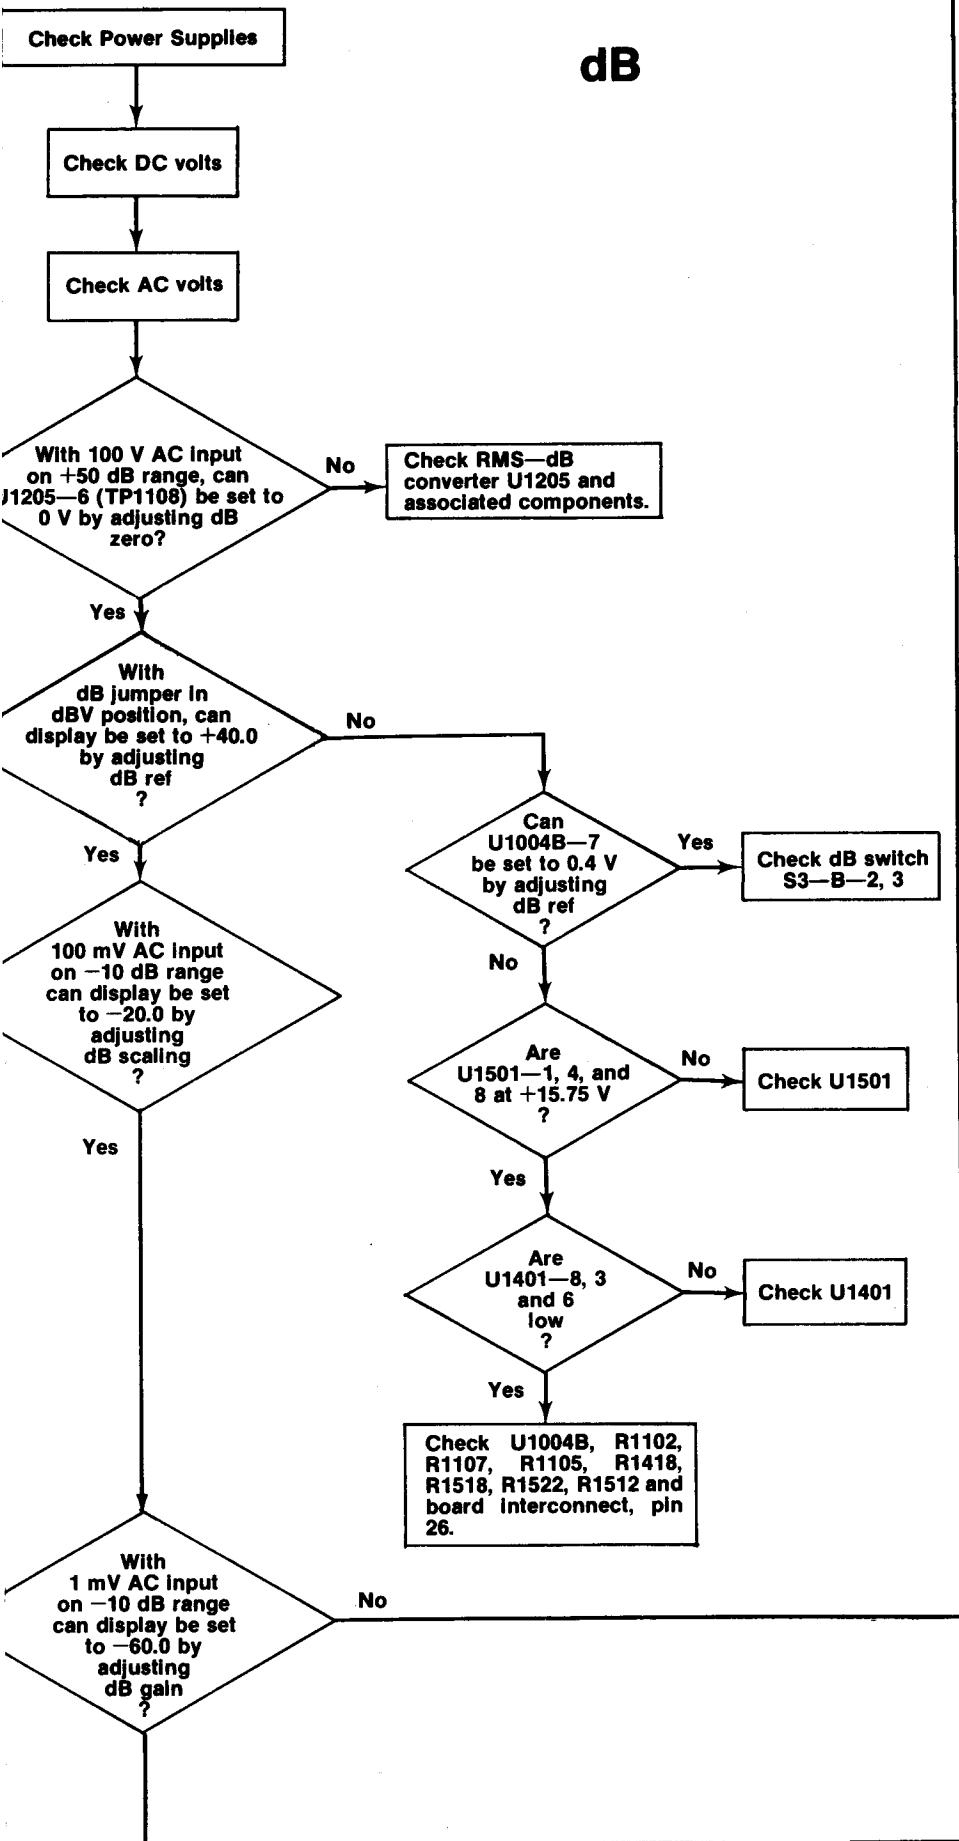 Check Power Supplies
dB
Check DC volts
Check AC volts
With 100 V AC input
on +50 dB range, can
U1205—6 (TP1108) be set to
0 V by adjusting dB
zero?
No
Check RMS—dB
converter U1205 and
associated components.
Yes
With
dB jumper in
dBV position, can
display be set to +40.0
by adjusting
dB ref
?
No
Can
U1004B—7
be set to 0.4 V
by adjusting
dB ref
?
Yes
Check dB switch
S3—B—2, 3
Yes
With
100 mV AC input
on —10 dB range
can display be set
to —20.0 by
adjusting
dB scaling
?
No
Are
U1501—1, 4, and
8 at +15.75 V
?
No
Check U1501
Yes
Yes
Are
U1401—8, 3
and 6
low
?
No
Check U1401
Yes
Check U1004B, R1102,
R1107, R1105, R1418,
R1518, R1522, R1512 and
board interconnect, pin
26.
With
1 mV AC input
on —10 dB range
can display be set
to —60.0 by
adjusting
dB gain
?
No